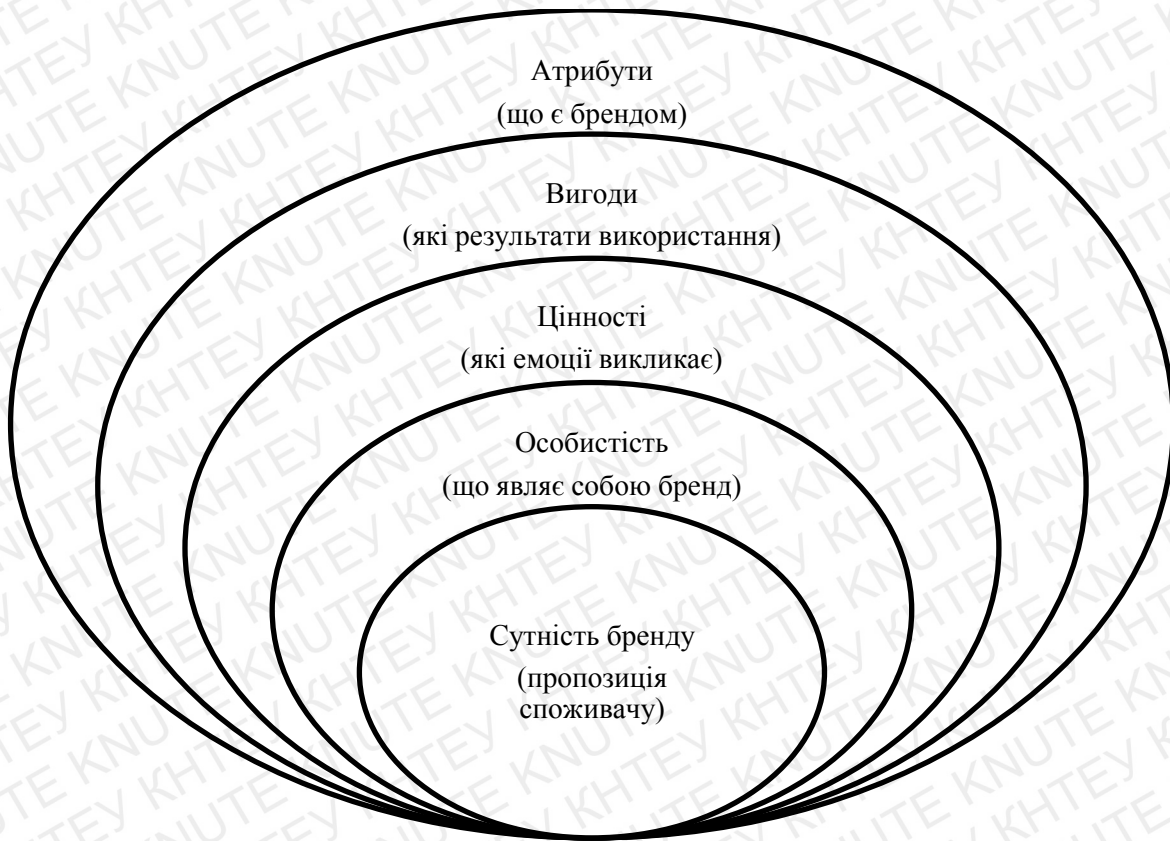 Атрибути
(що є брендом)
Вигоди
(які результати використання)
Цінності
(які емоції викликає)
Особистість
(що являє собою бренд)
Сутність бренду
(пропозиція
споживачу)